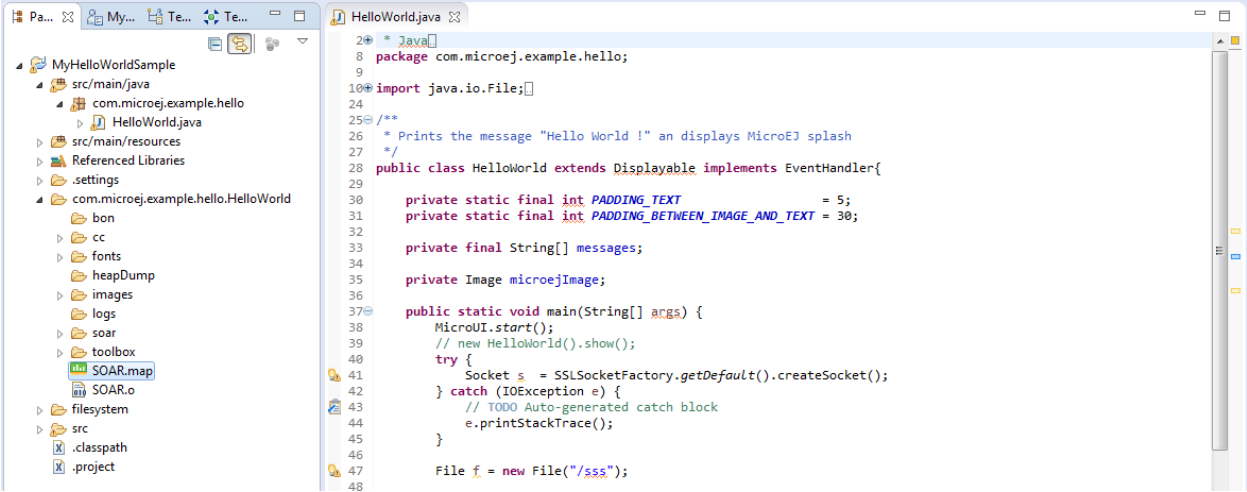 Pa...
My...
Te...
Te...
MyHelloWorldSample
src/main/java
com.microej.example.hello
HelloWorld.java
src/main/resources
Referenced Libraries
.settings
com.microej.example.hello.HelloWorld
bon
cc
fonts
heapDump
images
logs
soar
toolbox
SOAR.map
SOAR.o
filesystem
src
.classpath
.project
HelloWorld.java
2 * Java
8 package com.microej.example.hello;
9
10 import java.io.File;
24
25 /**
26 * Prints the message "Hello World !" an displays MicroEJ splash
27 */
28 public class HelloWorld extends Displayable implements EventHandler{
29
30 private static final int PADDING_TEXT = 5;
31 private static final int PADDING_BETWEEN_IMAGE_AND_TEXT = 30;
32
33 private final String[] messages;
34
35 private Image microejImage;
36
37 public static void main(String[] args) {
38 MicroUI.start();
39 // new HelloWorld().show();
40 try {
41 Socket s = SSLSocketFactory.getDefault().createSocket();
42 } catch (IOException e) {
43 // TODO Auto-generated catch block
44 e.printStackTrace();
45 }
46
47 File f = new File("/sss");
48